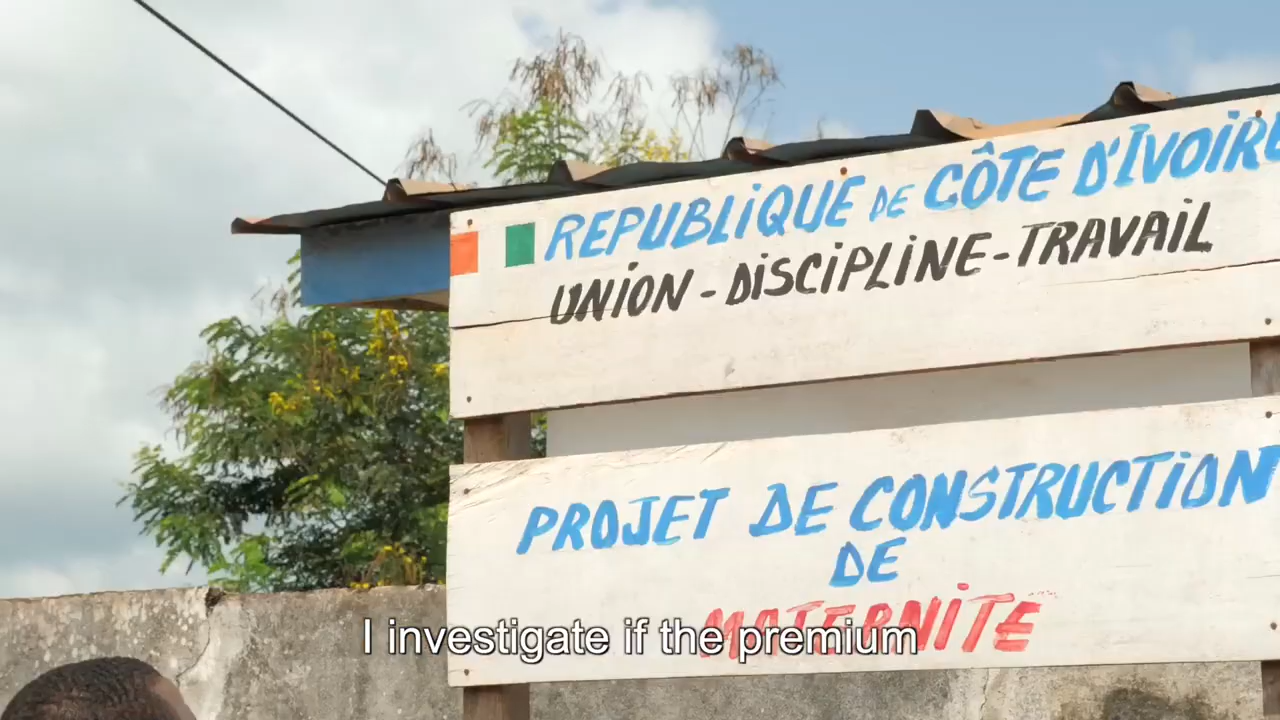 REPUBLIQUE DE CÔTE D'IVOIRE
UNION - DISCIPLINE - TRAVAIL
PROJET DE CONSTRUCTION
DE
MATERNITE
I investigate if the premium